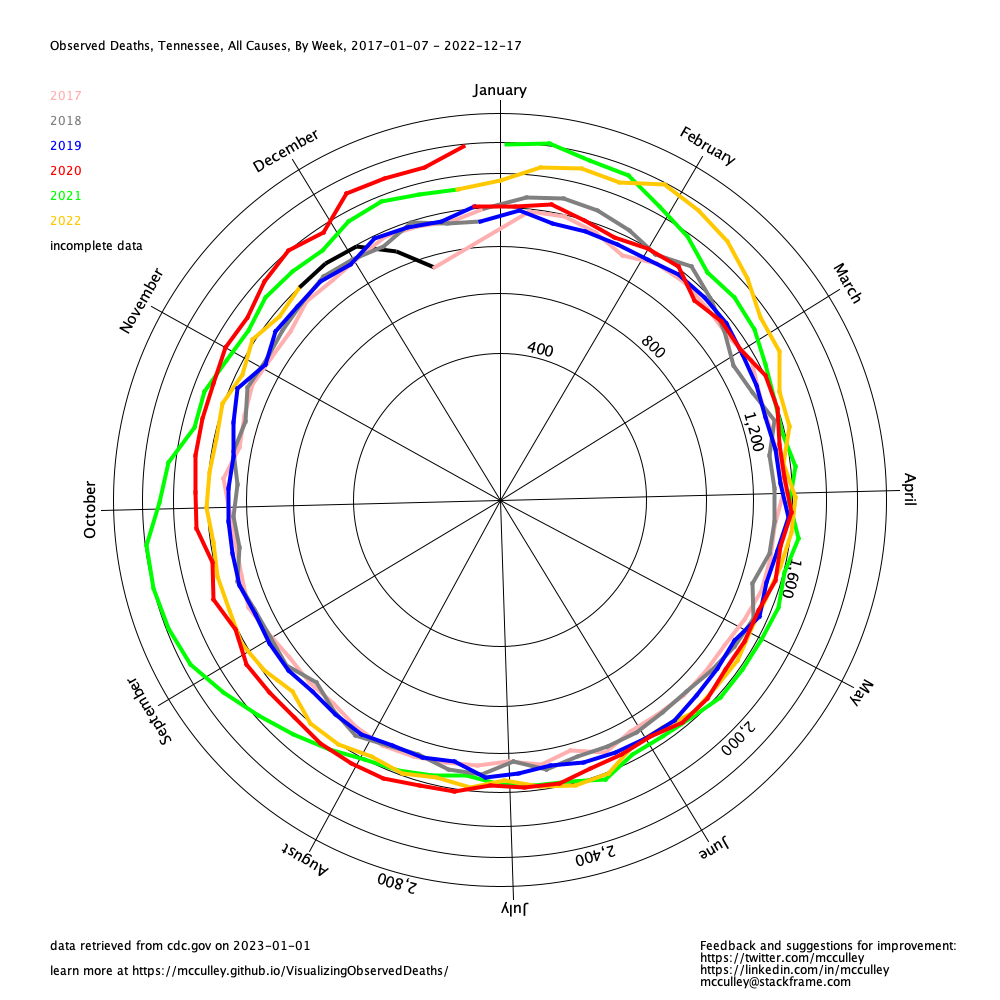 Observed Deaths, Tennessee, All Causes, By Week, 2017-01-07 - 2022-12-17
January
2017
2018
2019
2020
2021
2022
incomplete data
December
February
November
March
400
800
1,200
October
April
1,600
September
May
2,000
August
June
2,400
2,800
July
data retrieved from cdc.gov on 2023-01-01
learn more at https://mcculley.github.io/VisualizingObservedDeaths/
Feedback and suggestions for improvement:
https://twitter.com/mcculley
https://linkedin.com/in/mcculley
mcculley@stackframe.com